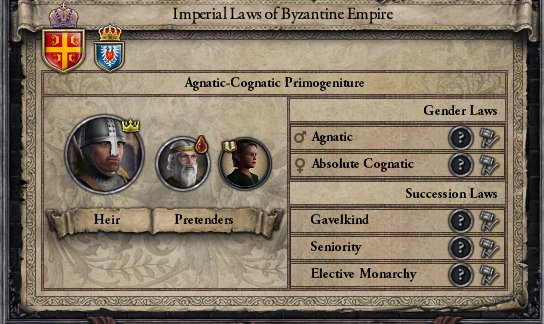 Imperial Laws of Byzantine Empire
Agnatic-Cognatic Primogeniture
Gender Laws
Agnatic
Absolute Cognatic
Succession Laws
Gavelkind
Seniority
Elective Monarchy
Heir
Pretenders